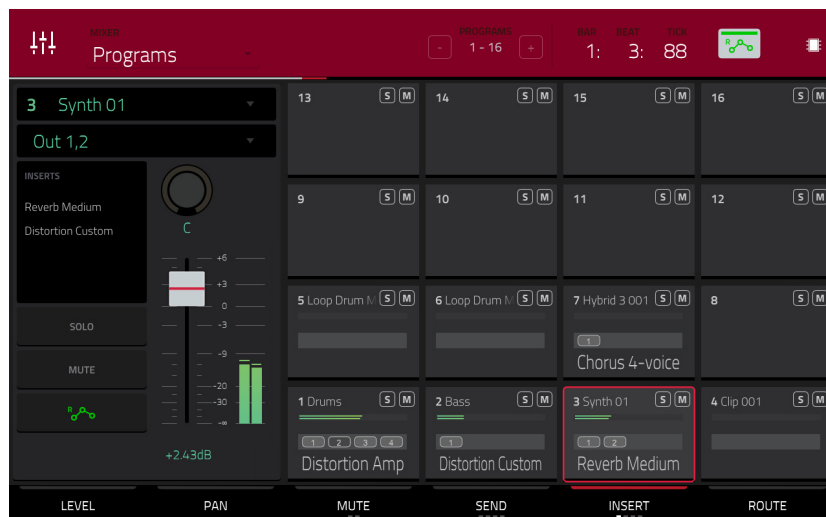 MIXER
Programs
PROGRAMS
- 1 - 16 +
BAR BEAT TICK
1: 3: 88
R
3 Synth 01
Out 1,2
INSERTS
Reverb Medium
Distortion Custom
C
+6
+3
0
-3
-9
-20
-30
-∞
SOLO
MUTE
R
+2.43dB
13 S M
14 S M
15 S M
16 S M
9 S M
10 S M
11 S M
12 S M
5 Loop Drum M S M
6 Loop Drum M S M
7 Hybrid 3 001 S M
1
Chorus 4-voice
8 S M
1 Drums S M
1 2 3 4
Distortion Amp
2 Bass S M
1
Distortion Custom
3 Synth 01 S M
1 2
Reverb Medium
4 Clip 001 S M
LEVEL PAN MUTE SEND INSERT ROUTE